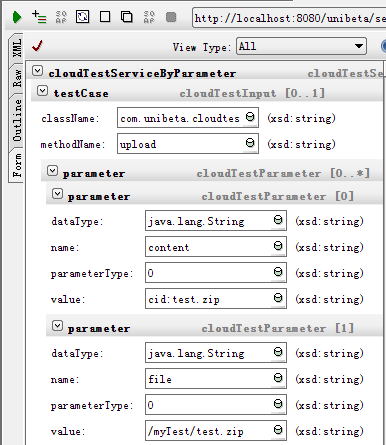 http://localhost:8080/unibeta/se
View Type: All
XML
Raw
Outline
Form
cloudTestServiceByParameter cloudTestSe
testCase cloudTestInput [0..1]
className: com.unibeta.cloudtes (xsd:string)
methodName: upload (xsd:string)
parameter cloudTestParameter [0..*]
parameter cloudTestParameter [0]
dataType: java.lang.String (xsd:string)
name: content (xsd:string)
parameterType: 0 (xsd:string)
value: cid:test.zip (xsd:string)
parameter cloudTestParameter [1]
dataType: java.lang.String (xsd:string)
name: file (xsd:string)
parameterType: 0 (xsd:string)
value: /myTest/test.zip (xsd:string)